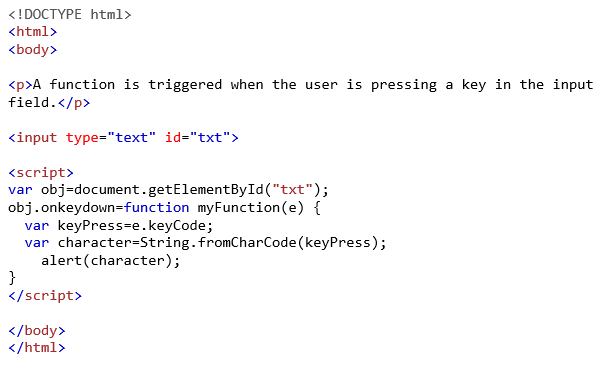 <!DOCTYPE html>
<html>
<body>
<p>A function is triggered when the user is pressing a key in the input
field.</p>
<input type="text" id="txt">
<script>
var obj=document.getElementById("txt");
obj.onkeydown=function myFunction(e) {
  var keyPress=e.keyCode;
  var character=String.fromCharCode(keyPress);
    alert(character);
}
</script>
</body>
</html>